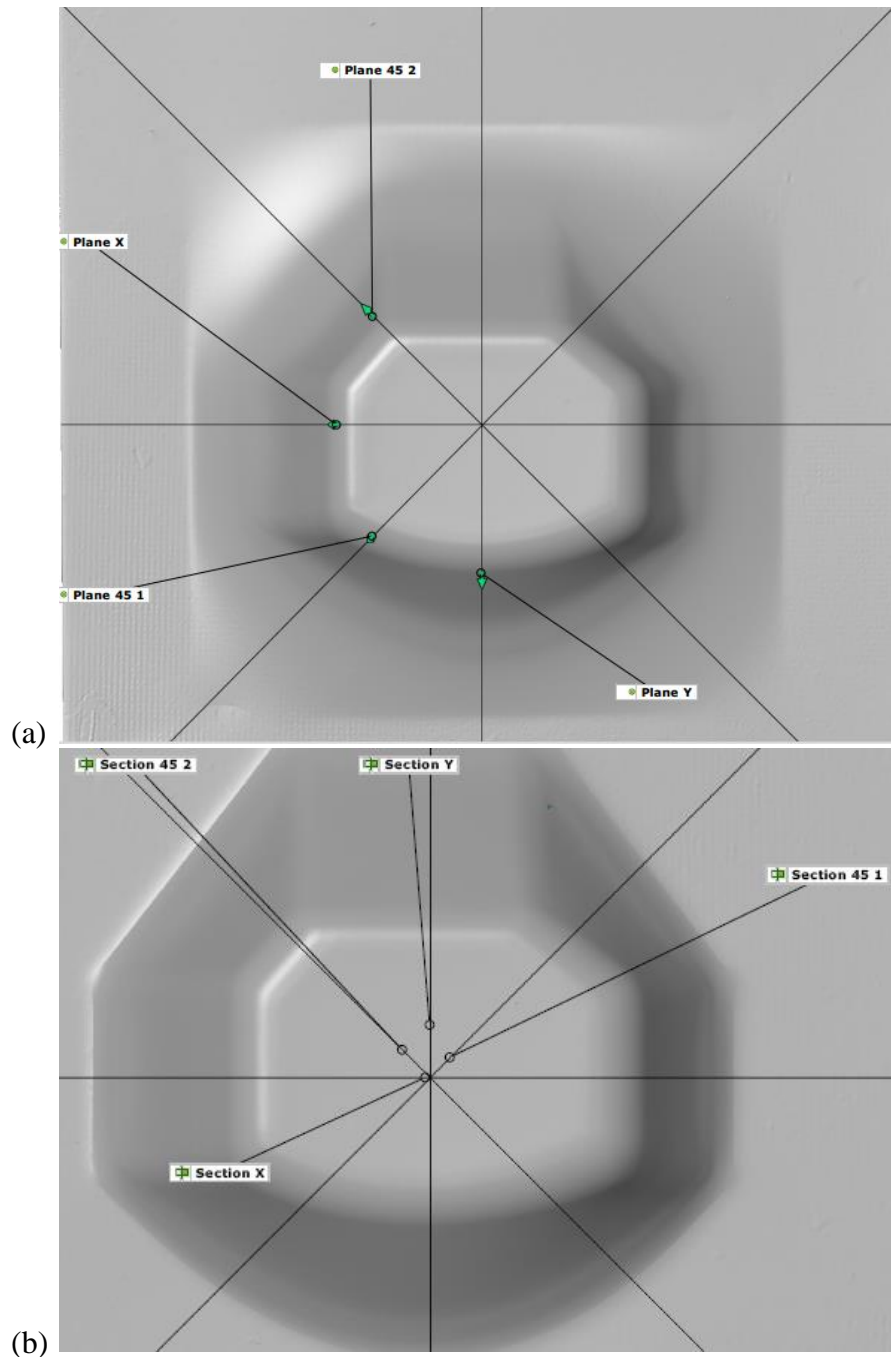 Plane 45 2
Plane X
Plane 45 1
Plane Y
(a)
Section 45 2
Section Y
Section 45 1
Section X
(b)